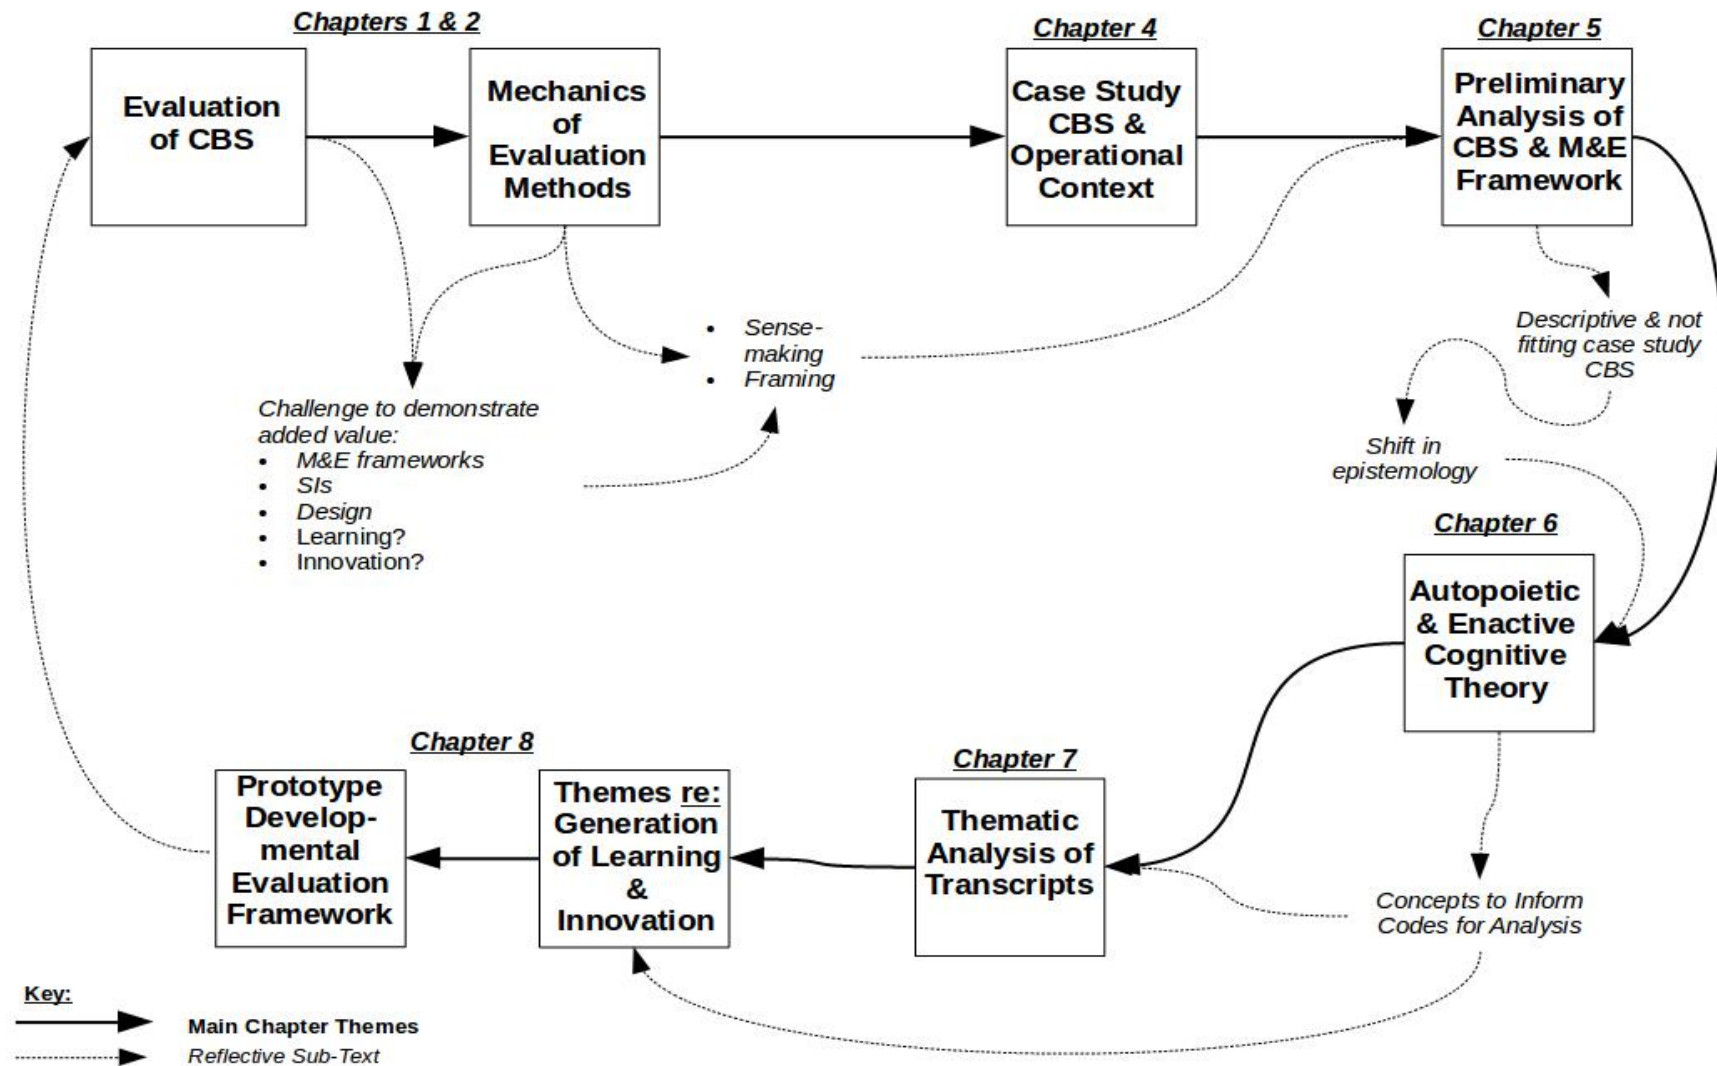 Chapters 1 & 2
Evaluation
of CBS
Mechanics
of
Evaluation
Methods
Chapter 4
Case Study
CBS &
Operational
Context
Chapter 5
Preliminary
Analysis of
CBS & M&E
Framework
Challenge to demonstrate
added value:
• M&E frameworks
• SIs
• Design
• Learning?
• Innovation?
• Sense-
making
• Framing
Descriptive & not
fitting case study
CBS
Shift in
epistemology
Chapter 6
Autopoietic
& Enactive
Cognitive
Theory
Concepts to Inform
Codes for Analysis
Chapter 7
Thematic
Analysis of
Transcripts
Chapter 8
Themes re:
Generation
of Learning
&
Innovation
Prototype
Develop-
mental
Evaluation
Framework
Key:
Main Chapter Themes
Reflective Sub-Text